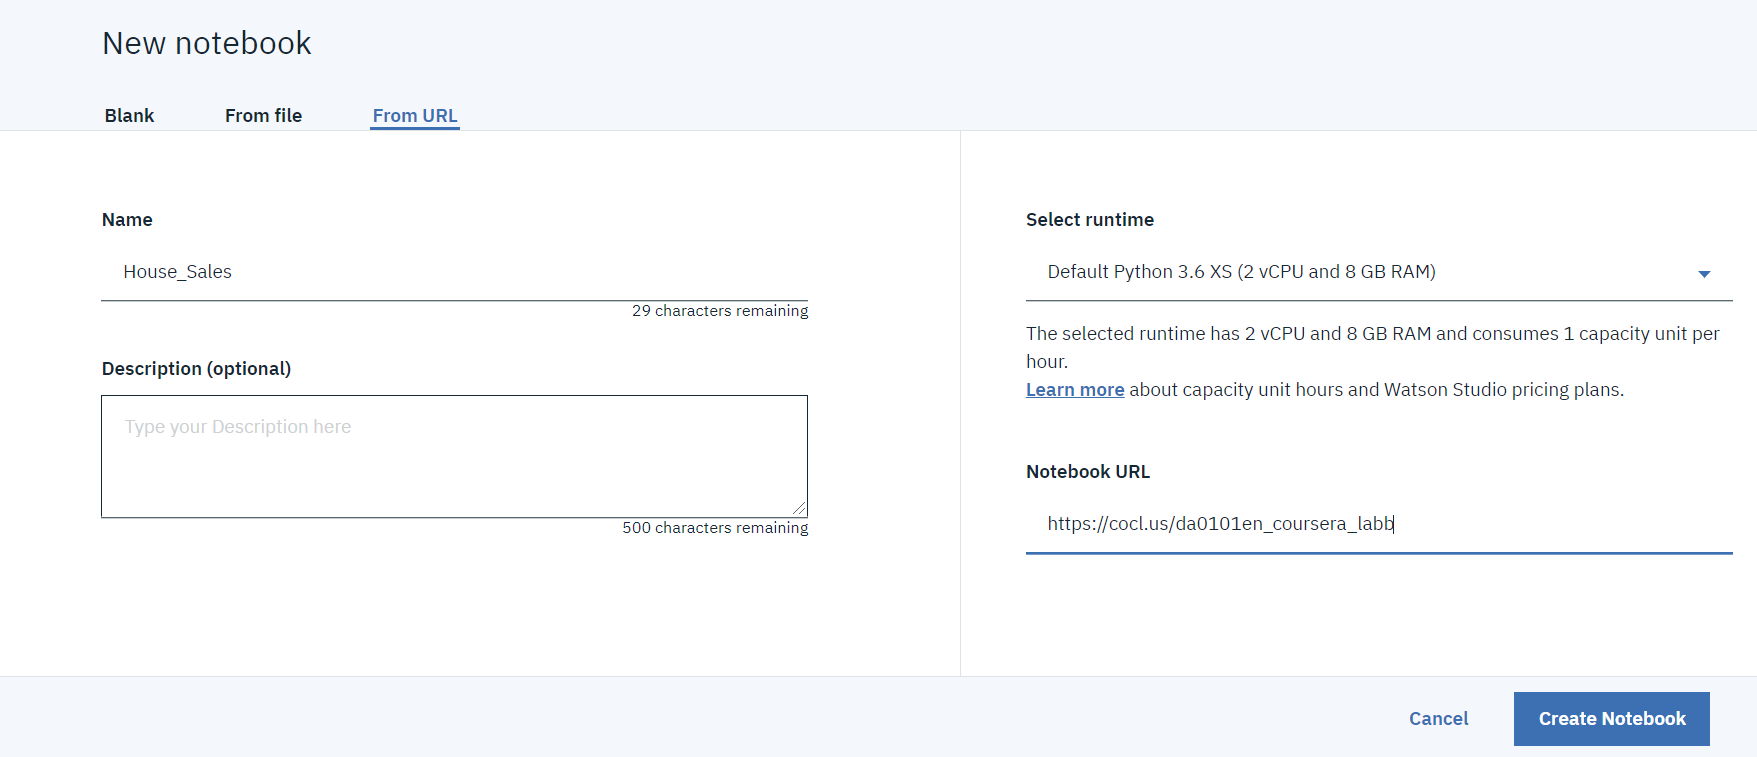 New notebook
Blank
From file
From URL
Name
House_Sales
29 characters remaining
Description (optional)
Type your Description here
500 characters remaining
Select runtime
Default Python 3.6 XS (2 vCPU and 8 GB RAM)
The selected runtime has 2 vCPU and 8 GB RAM and consumes 1 capacity unit per
hour.
Learn more about capacity unit hours and Watson Studio pricing plans.
Notebook URL
https://cocl.us/da0101en_coursera_labb
Cancel
Create Notebook